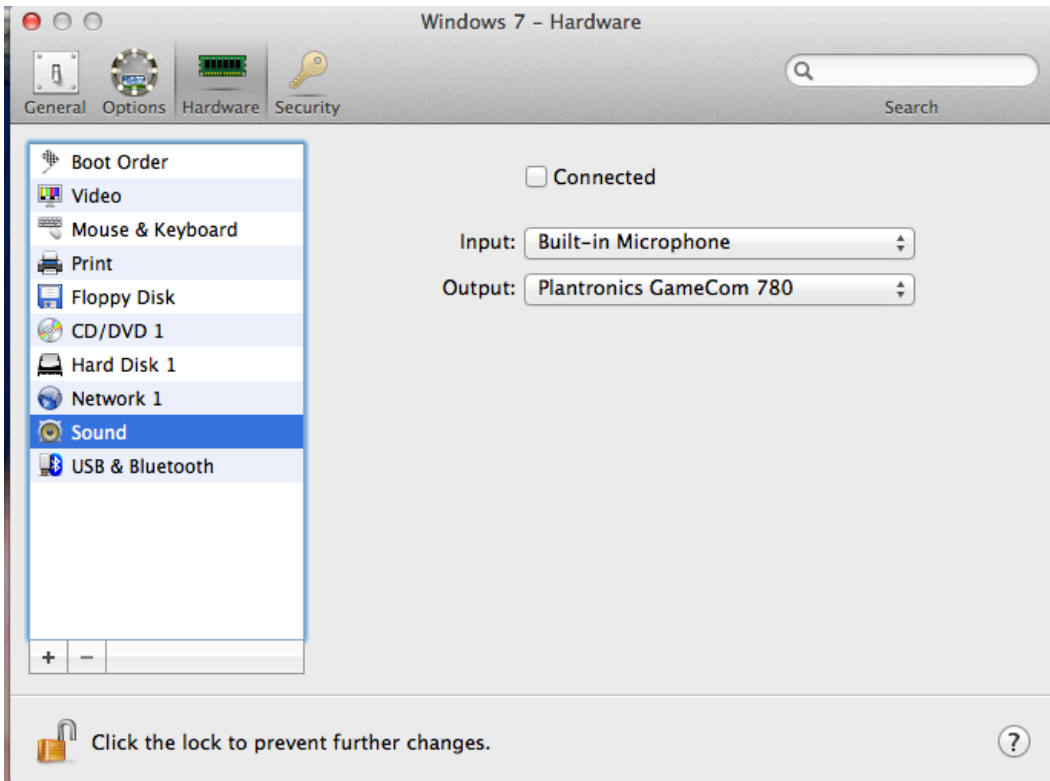 Windows 7 – Hardware
General Options Hardware Security
Search
Boot Order
Video
Mouse & Keyboard
Print
Floppy Disk
CD/DVD 1
Hard Disk 1
Network 1
Sound
USB & Bluetooth
+ −
Connected
Input: Built-in Microphone
Output: Plantronics GameCom 780
Click the lock to prevent further changes.
?